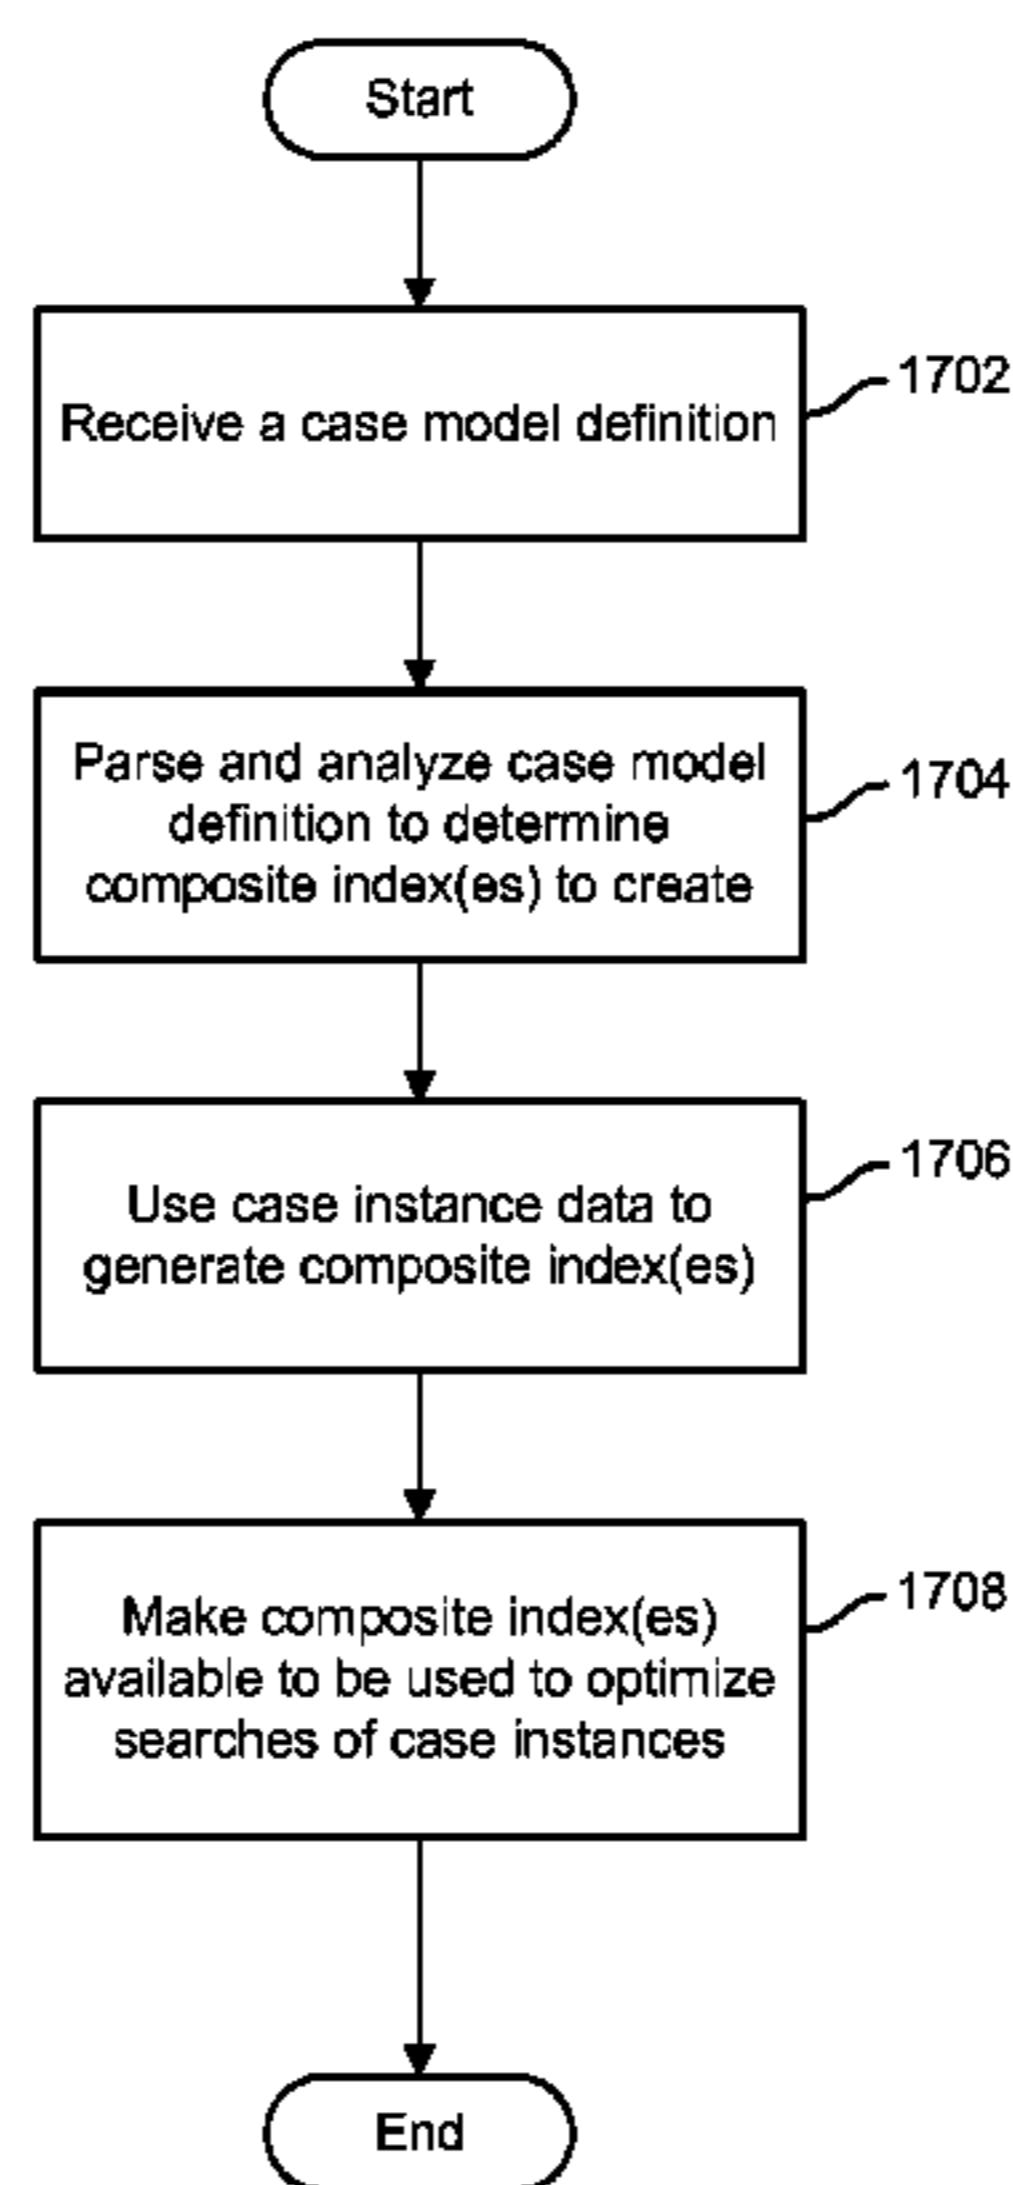 Start
Receive a case model definition
1702
Parse and analyze case model
definition to determine
composite index(es) to create
1704
Use case instance data to
generate composite index(es)
1706
Make composite index(es)
available to be used to optimize
searches of case instances
1708
End